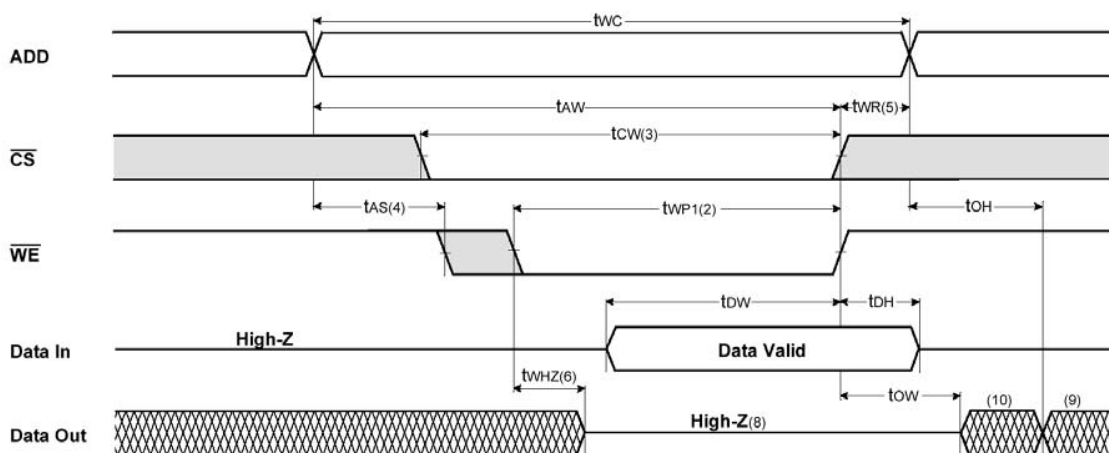 tWC
ADD
tAW tWR(5)
tCW(3)
CS
tAS(4) tWP1(2) tOH
WE
tDW tDH
High-Z
Data In Data Valid
tWHZ(6) tOW
(10) (9)
High-Z(8)
Data Out